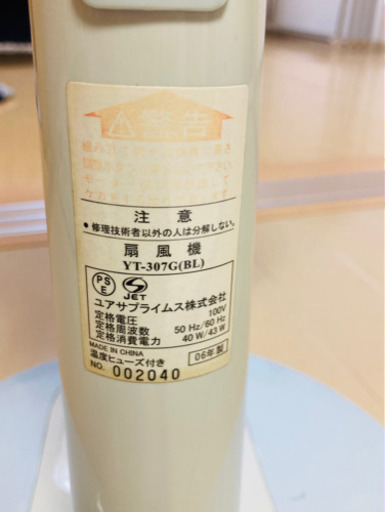 警告
注意
●修理技術者以外の人は分解しない。
扇風機
YT-307G(BL)
PS
E
JET
ユアサプライムス株式会社
定格電圧 100V
定格周波数 50 Hz/60 Hz
定格消費電力 40 W/43 W
MADE IN CHINA
温度ヒューズ付き 06年製
NO. 002040